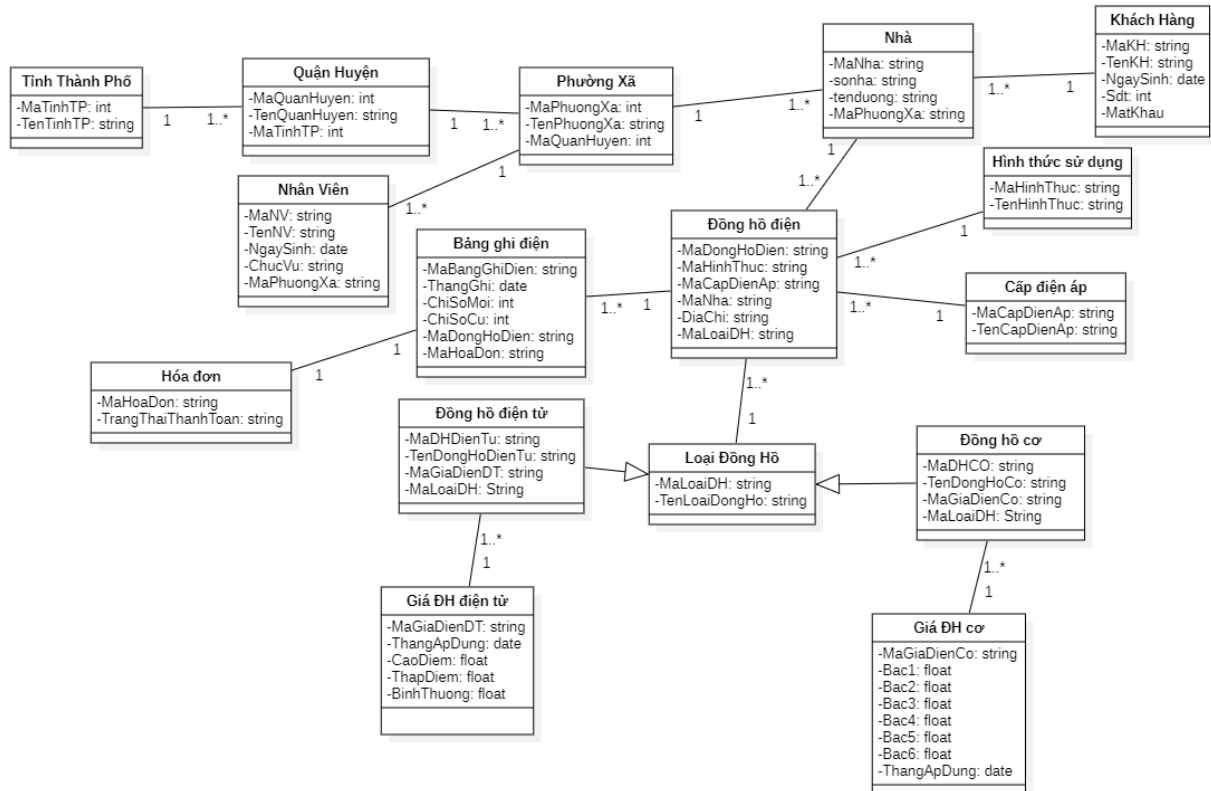 Tỉnh Thành Phố
-MaTinhTP: int
-TenTinhTP: string
1
1..*
Quận Huyện
-MaQuanHuyen: int
-TenQuanHuyen: string
-MaTinhTP: int
1
1..*
Phường Xã
-MaPhuongXa: int
-TenPhuongXa: string
-MaQuanHuyen: int
1
1..*
Nhà
-MaNha: string
-sonha: string
-tenduong: string
-MaPhuongXa: string
1..*
1
Khách Hàng
-MaKH: string
-TenKH: string
-NgaySinh: date
-Sdt: int
-MatKhau
Nhân Viên
-MaNV: string
-TenNV: string
-NgaySinh: date
-ChucVu: string
-MaPhuongXa: string
1..*
1
1
1..*
Hình thức sử dụng
-MaHinhThuc: string
-TenHinhThuc: string
Đồng hồ điện
-MaDongHoDien: string
-MaHinhThuc: string
-MaCapDienAp: string
-MaNha: string
-DiaChi: string
-MaLoaiDH: string
1..*
1
1..*
1
Cấp điện áp
-MaCapDienAp: string
-TenCapDienAp: string
Bảng ghi điện
-MaBangGhiDien: string
-ThangGhi: date
-ChiSoMoi: int
-ChiSoCu: int
-MaDongHoDien: string
-MaHoaDon: string
1..*
1
1
1
Hóa đơn
-MaHoaDon: string
-TrangThaiThanhToan: string
1..*
1
Đồng hồ điện tử
-MaDHDienTu: string
-TenDongHoDienTu: string
-MaGiaDienDT: string
-MaLoaiDH: String
Loại Đồng Hồ
-MaLoaiDH: string
-TenLoaiDongHo: string
Đồng hồ cơ
-MaDHCO: string
-TenDongHoCo: string
-MaGiaDienCo: string
-MaLoaiDH: String
1..*
1
1..*
1
Giá ĐH điện tử
-MaGiaDienDT: string
-ThangApDung: date
-CaoDiem: float
-ThapDiem: float
-BinhThuong: float
Giá ĐH cơ
-MaGiaDienCo: string
-Bac1: float
-Bac2: float
-Bac3: float
-Bac4: float
-Bac5: float
-Bac6: float
-ThangApDung: date